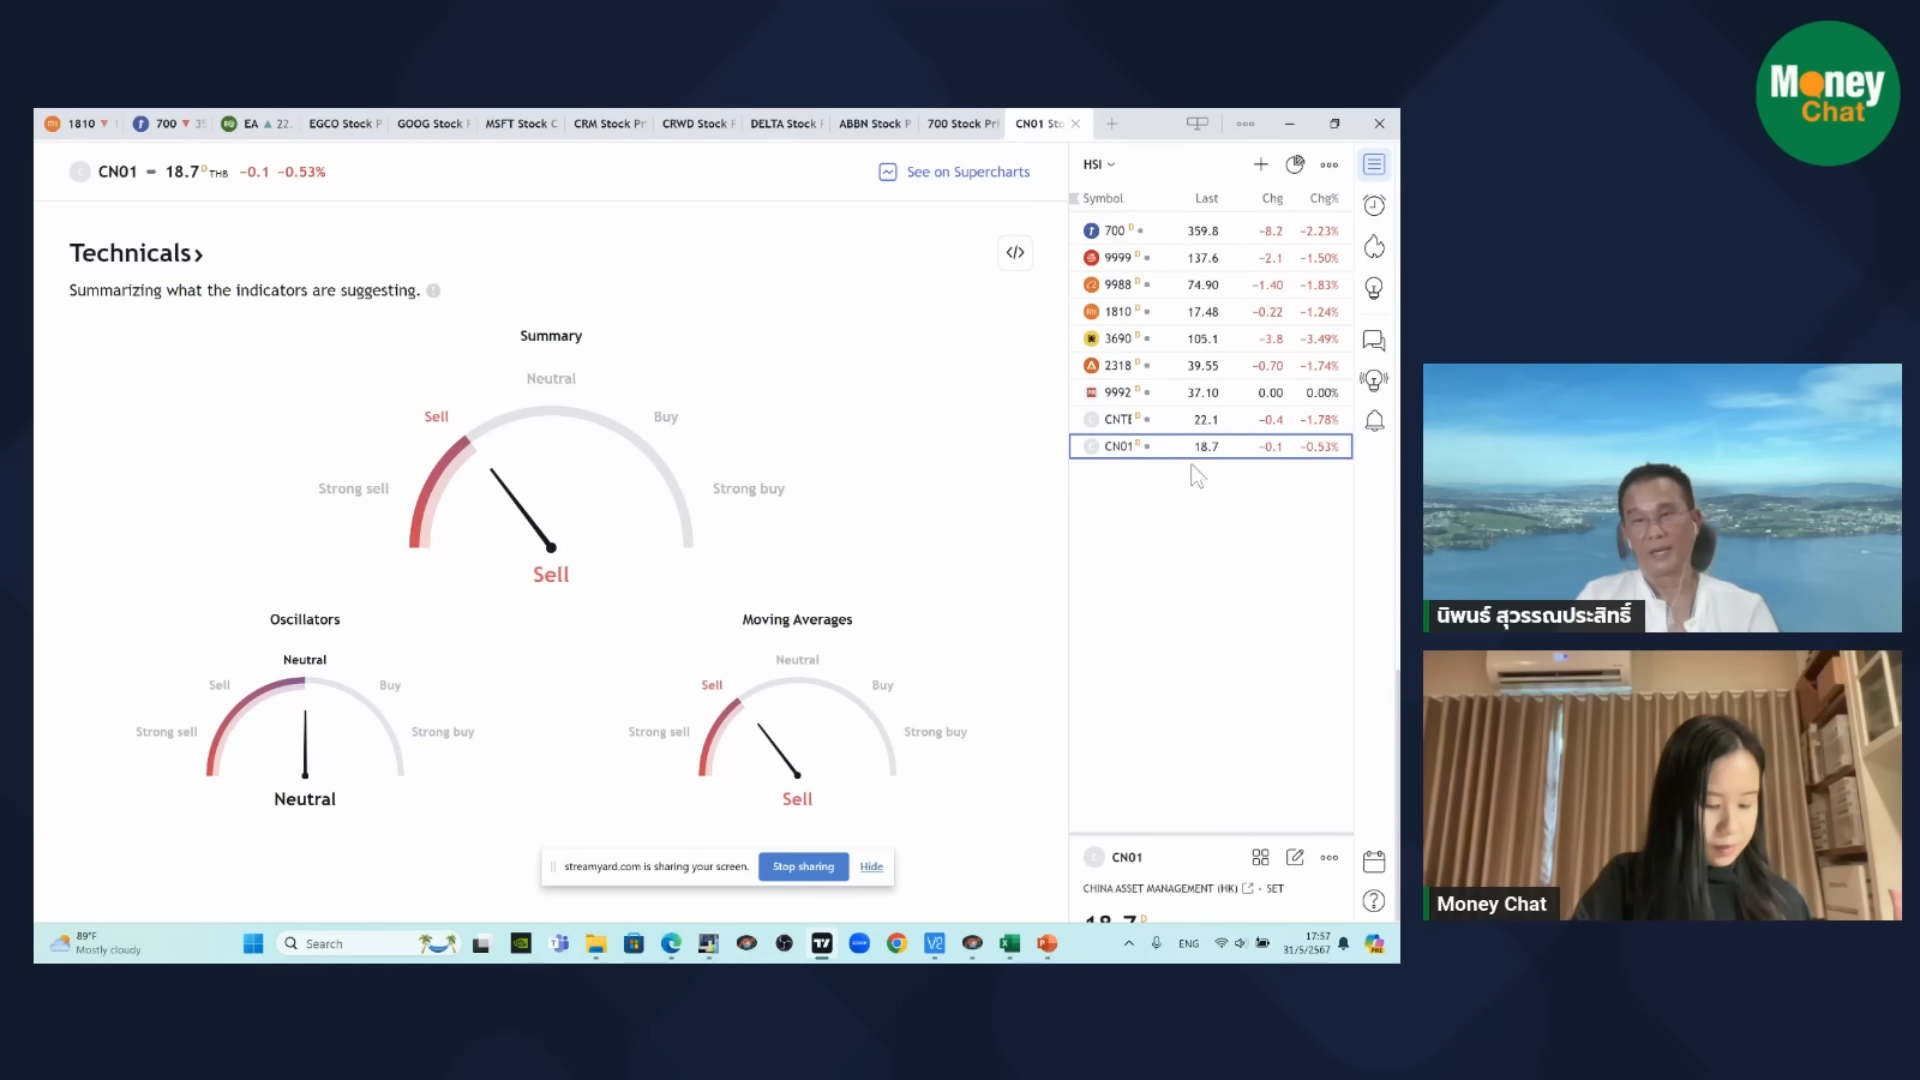 Money
Chat
1810
700
35
EA
22.
EGCO Stock P
GOOG Stock
MSFT Stock C
CRM Stock Pr
CRWD Stock
DELTA Stock
ABBN Stock P
700 Stock Pri
CN01 Sto
CN01 18.7 D THB −0.1 −0.53%
See on Supercharts
Technicals
Summarizing what the indicators are suggesting.
Summary
Neutral
Sell
Buy
Strong sell
Strong buy
Sell
Oscillators
Neutral
Sell
Buy
Strong sell
Strong buy
Neutral
Moving Averages
Neutral
Sell
Buy
Strong sell
Strong buy
Sell
streamyard.com is sharing your screen.
Stop sharing
Hide
HSI
Symbol Last Chg Chg%
700 D 359.8 −8.2 −2.23%
9999 D 137.6 −2.1 −1.50%
9988 D 74.90 −1.40 −1.83%
1810 D 17.48 −0.22 −1.24%
3690 D 105.1 −3.8 −3.49%
2318 D 39.55 −0.70 −1.74%
9992 D 37.10 0.00 0.00%
CNTE D 22.1 −0.4 −1.78%
CN01 D 18.7 −0.1 −0.53%
CN01
CHINA ASSET MANAGEMENT (HK) · SET
18.7 D
89°F
Mostly cloudy
Search
ENG
17:57
31/5/2567
นิพนธ์ สุวรรณประสิทธิ์
Money Chat